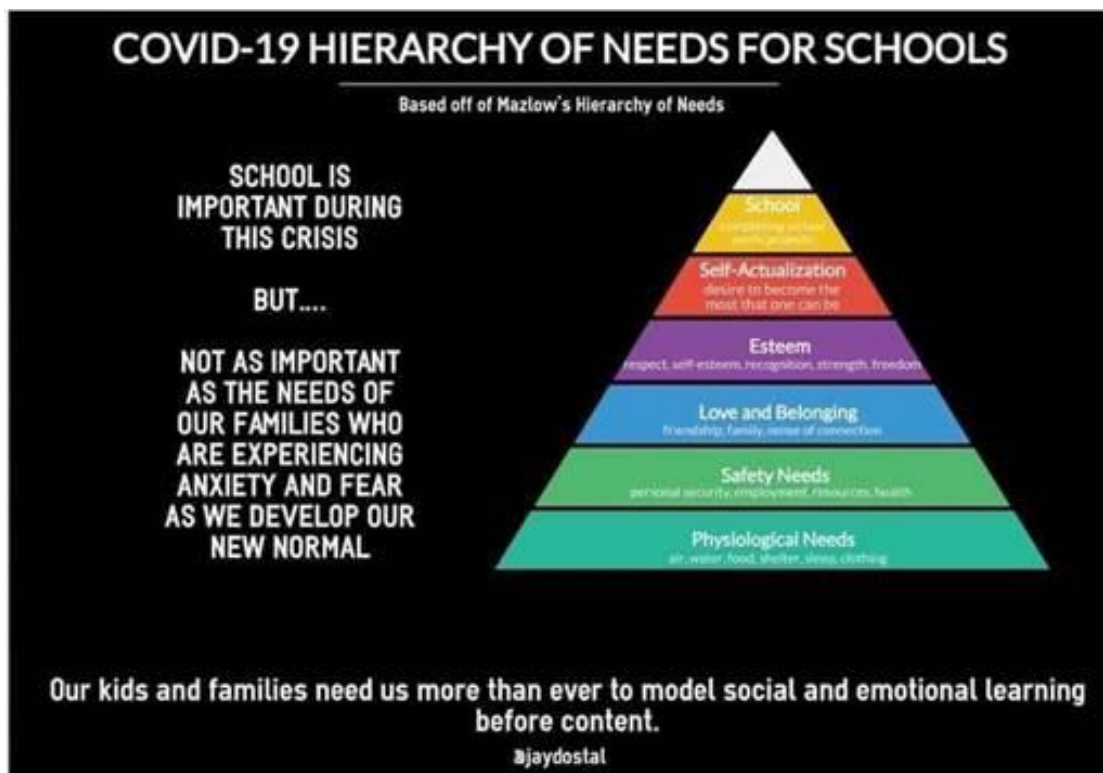 COVID-19 HIERARCHY OF NEEDS FOR SCHOOLS
Based off of Mazlow's Hierarchy of Needs
SCHOOL IS
IMPORTANT DURING
THIS CRISIS
BUT....
NOT AS IMPORTANT
AS THE NEEDS OF
OUR FAMILIES WHO
ARE EXPERIENCING
ANXIETY AND FEAR
AS WE DEVELOP OUR
NEW NORMAL
School
completing school
work/projects
Self-Actualization
desire to become the
most that one can be
Esteem
respect, self-esteem, recognition, strength, freedom
Love and Belonging
friendship, family, sense of connection
Safety Needs
personal security, employment, resources, health
Physiological Needs
air, water, food, shelter, sleep, clothing
Our kids and families need us more than ever to model social and emotional learning
before content.
@jaydostal